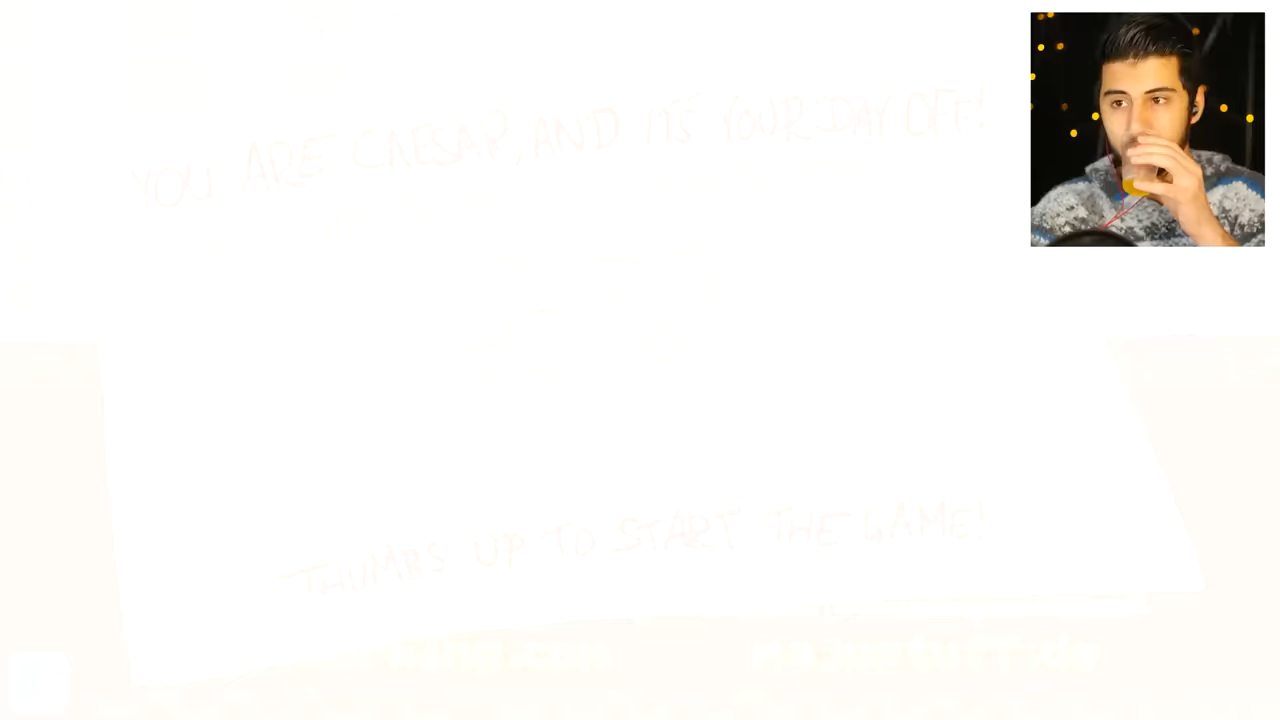 YOU ARE CAESAR, AND IT'S YOUR DAY OFF!
THUMBS UP TO START THE GAME!